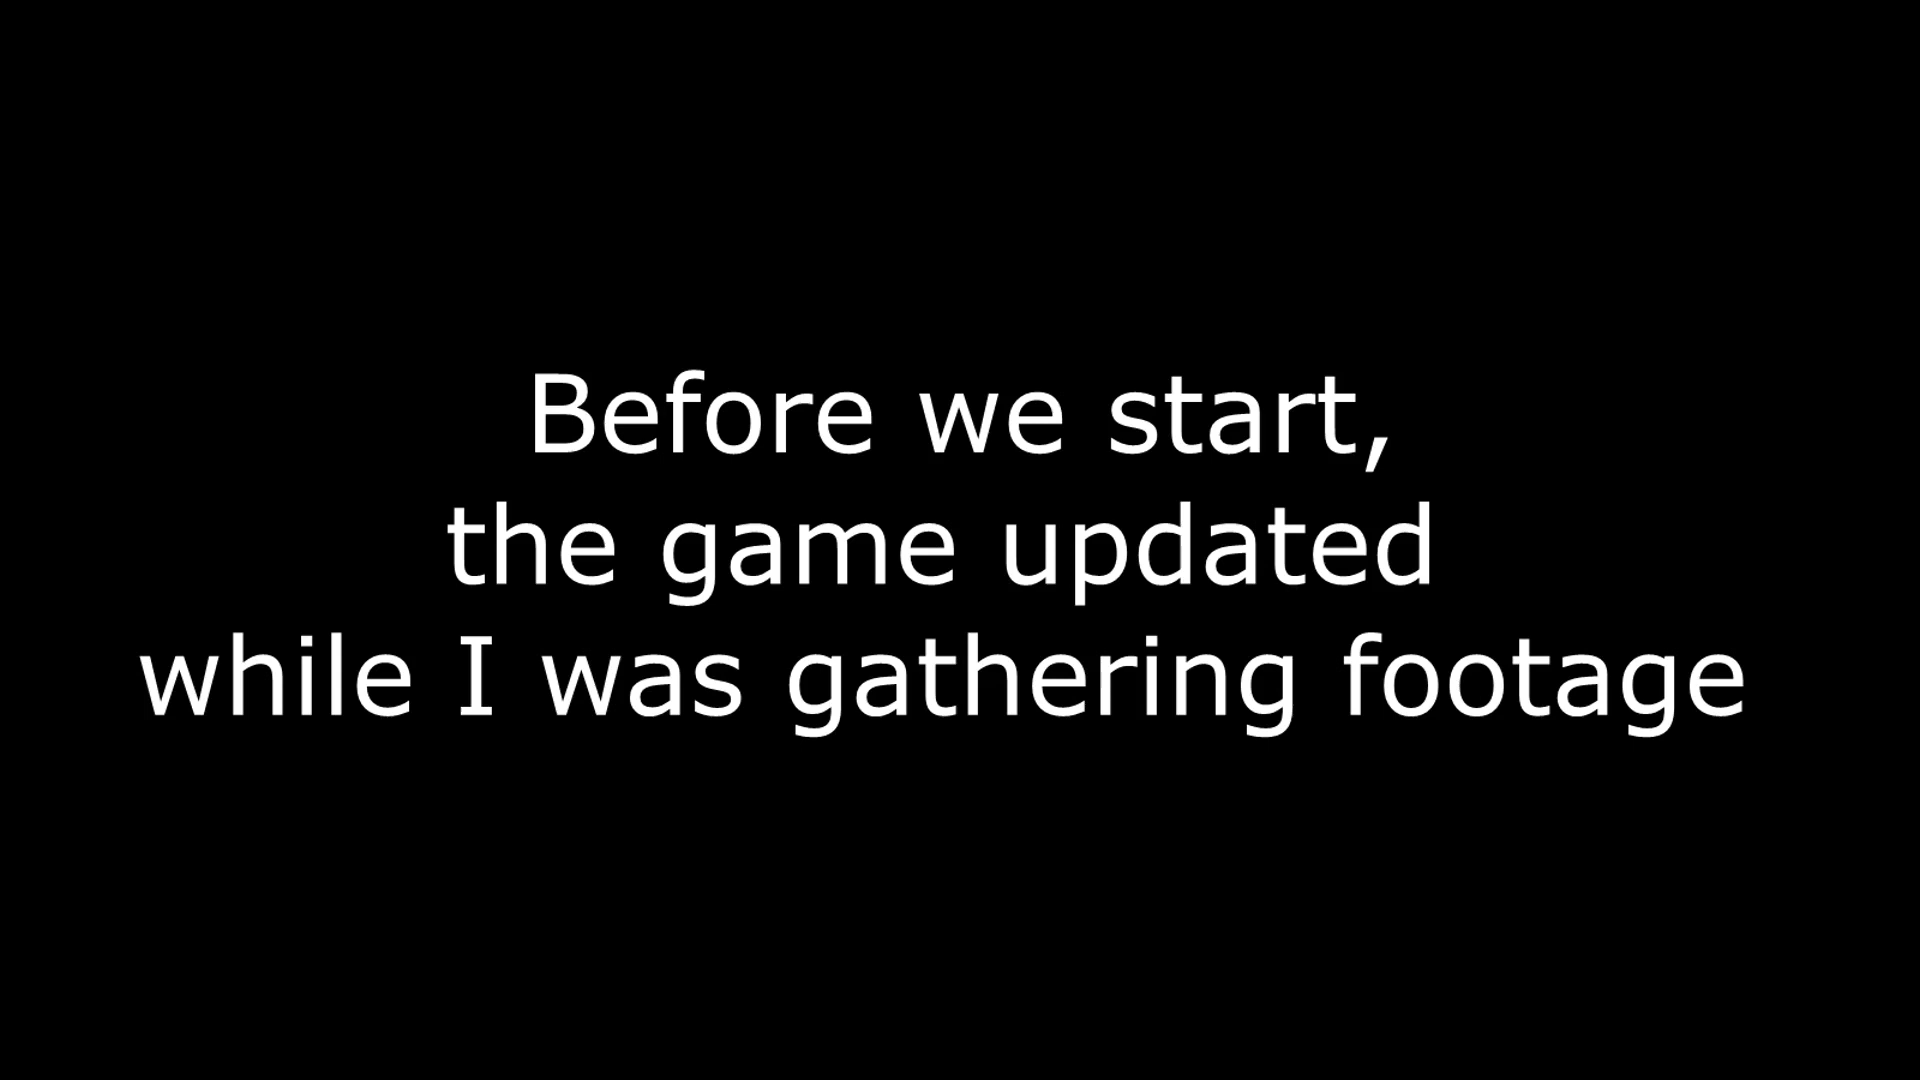 Before we start,
the game updated
while I was gathering footage